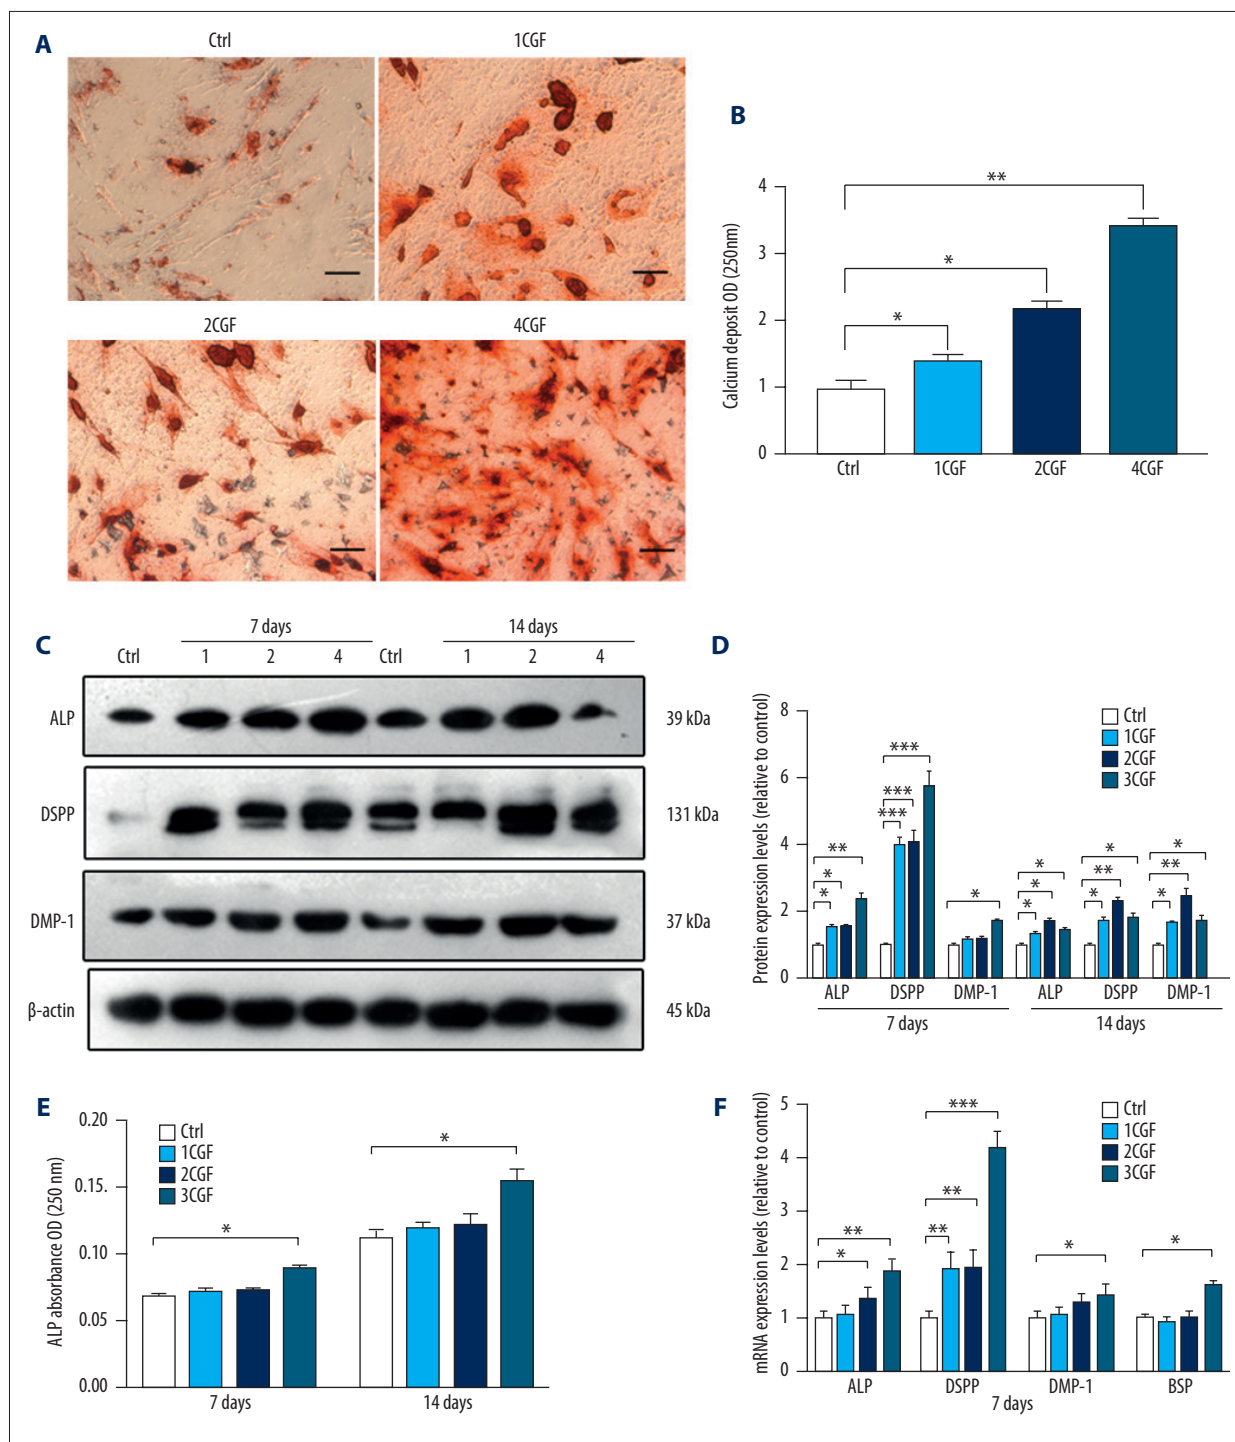 A
Ctrl
1CGF
2CGF
4CGF
B
Calcium deposit OD (250nm)
4
3
2
1
0
**
*
*
Ctrl
1CGF
2CGF
4CGF
C
7 days
14 days
Ctrl
1
2
4
Ctrl
1
2
4
ALP
39 kDa
DSPP
131 kDa
DMP-1
37 kDa
β-actin
45 kDa
D
Protein expression levels (relative to control)
8
6
4
2
0
Ctrl
1CGF
2CGF
3CGF
*
*
**
***
***
***
*
*
*
*
*
**
*
*
**
*
ALP
DSPP
DMP-1
ALP
DSPP
DMP-1
7 days
14 days
E
ALP absorbance OD (250 nm)
0.20
0.15.
0.10
0.05
0.00
Ctrl
1CGF
2CGF
3CGF
*
*
7 days
14 days
F
mRNA expression levels (relative to control)
5
4
3
2
1
0
Ctrl
1CGF
2CGF
3CGF
*
**
**
**
***
*
*
ALP
DSPP
DMP-1
BSP
7 days